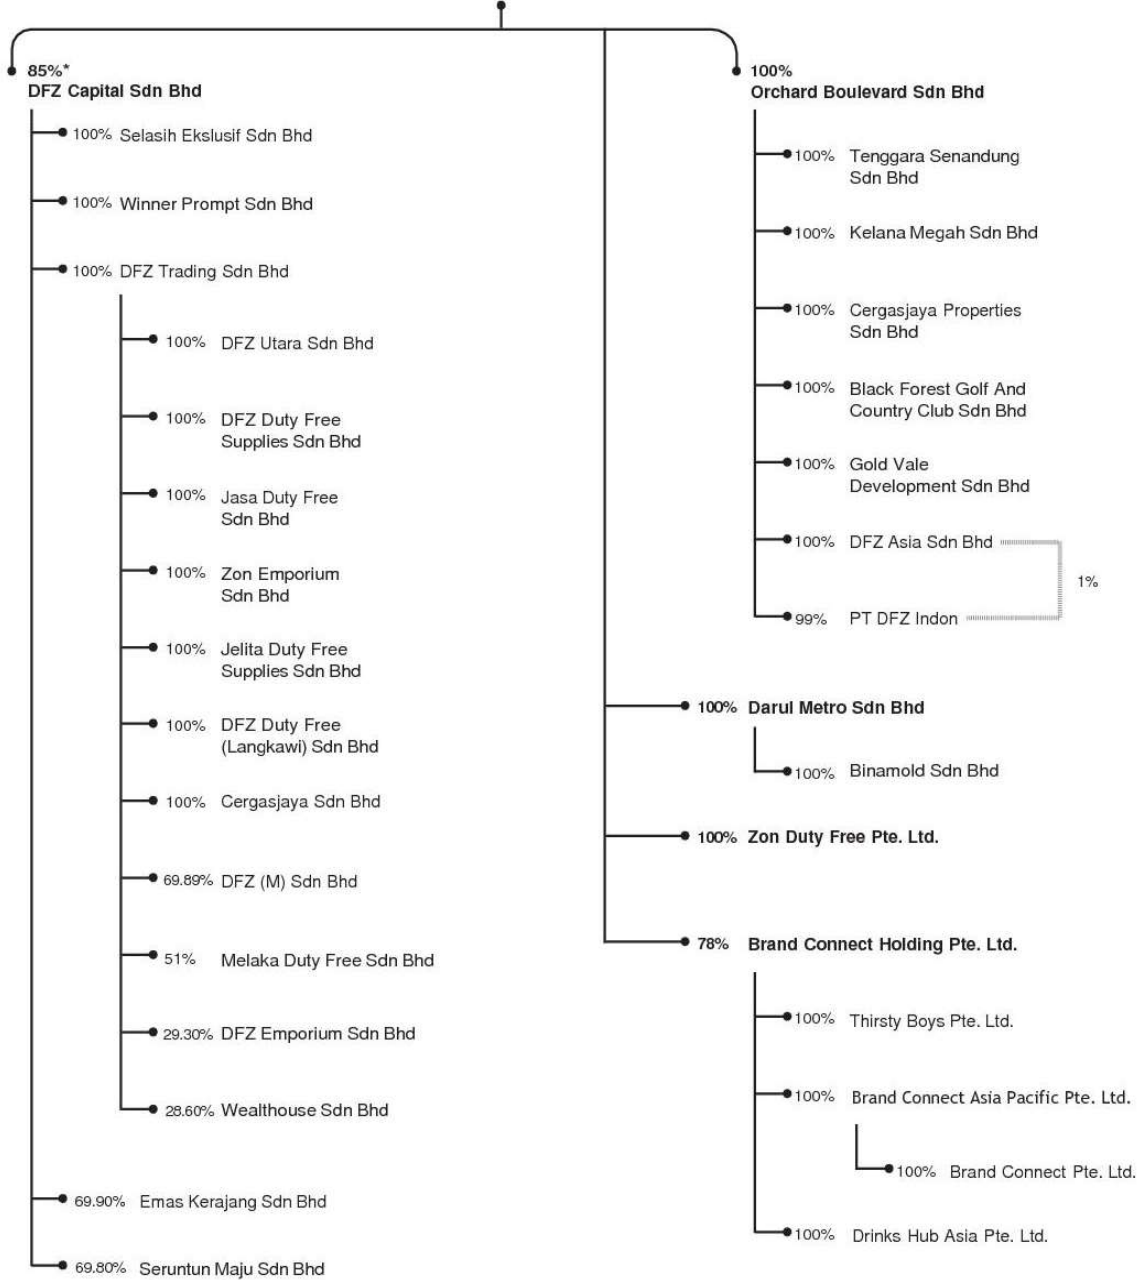 85%*
DFZ Capital Sdn Bhd
100% Selasih Ekslusif Sdn Bhd
100% Winner Prompt Sdn Bhd
100% DFZ Trading Sdn Bhd
100% DFZ Utara Sdn Bhd
100% DFZ Duty Free
Supplies Sdn Bhd
100% Jasa Duty Free
Sdn Bhd
100% Zon Emporium
Sdn Bhd
100% Jelita Duty Free
Supplies Sdn Bhd
100% DFZ Duty Free
(Langkawi) Sdn Bhd
100% Cergasjaya Sdn Bhd
69.89% DFZ (M) Sdn Bhd
51% Melaka Duty Free Sdn Bhd
29.30% DFZ Emporium Sdn Bhd
28.60% Wealthouse Sdn Bhd
69.90% Emas Kerajang Sdn Bhd
69.80% Seruntun Maju Sdn Bhd
100%
Orchard Boulevard Sdn Bhd
100% Tenggara Senandung
Sdn Bhd
100% Kelana Megah Sdn Bhd
100% Cergasjaya Properties
Sdn Bhd
100% Black Forest Golf And
Country Club Sdn Bhd
100% Gold Vale
Development Sdn Bhd
100% DFZ Asia Sdn Bhd
1%
99% PT DFZ Indon
100% Darul Metro Sdn Bhd
100% Binamold Sdn Bhd
100% Zon Duty Free Pte. Ltd.
78% Brand Connect Holding Pte. Ltd.
100% Thirsty Boys Pte. Ltd.
100% Brand Connect Asia Pacific Pte. Ltd.
100% Brand Connect Pte. Ltd.
100% Drinks Hub Asia Pte. Ltd.